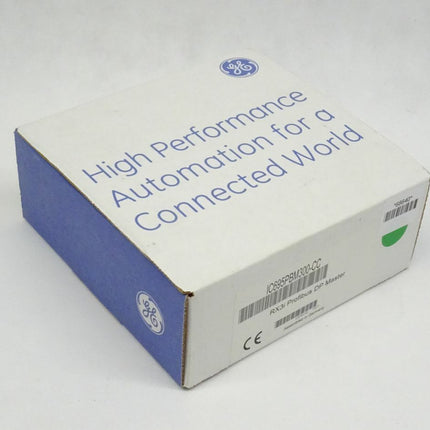 High Performance
Automation for a
Connected World
IC695PBM300-CC
RX3i Profibus DP Master
CE